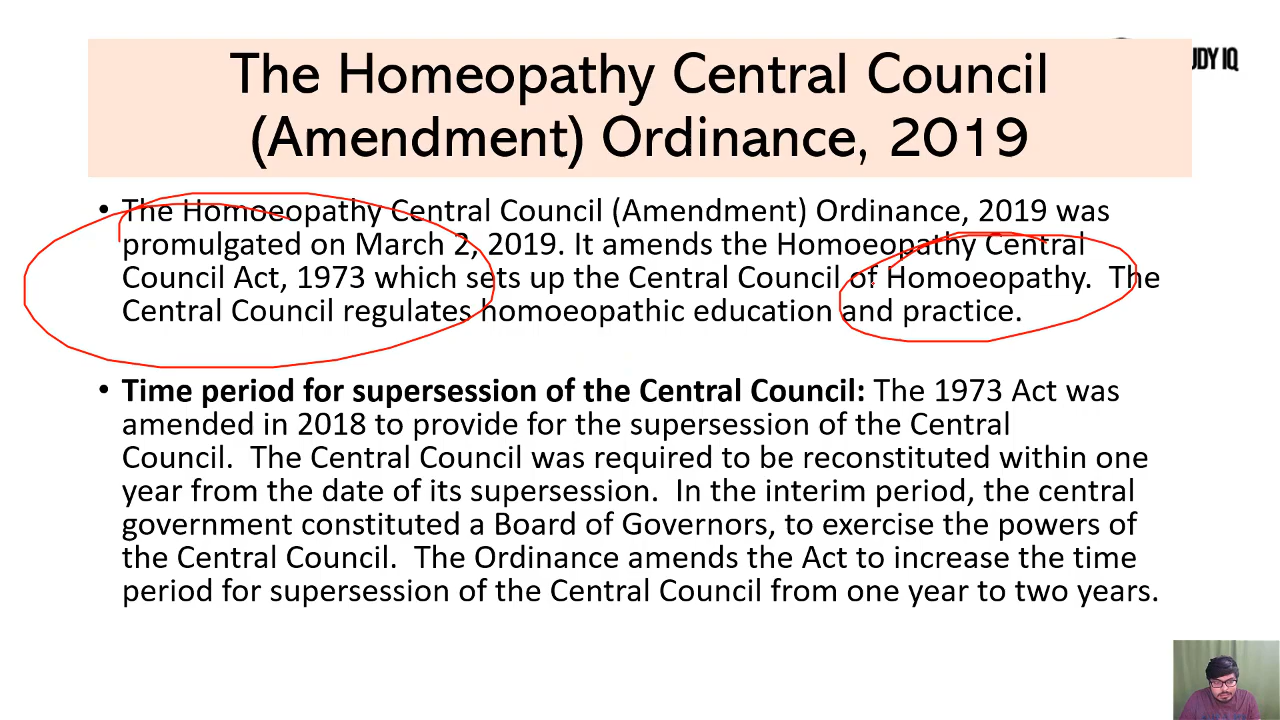 The Homeopathy Central Council
(Amendment) Ordinance, 2019
UDY IQ
• The Homoeopathy Central Council (Amendment) Ordinance, 2019 was
promulgated on March 2, 2019. It amends the Homoeopathy Central
Council Act, 1973 which sets up the Central Council of Homoeopathy.  The
Central Council regulates homoeopathic education and practice.
• Time period for supersession of the Central Council: The 1973 Act was
amended in 2018 to provide for the supersession of the Central
Council.  The Central Council was required to be reconstituted within one
year from the date of its supersession.  In the interim period, the central
government constituted a Board of Governors, to exercise the powers of
the Central Council.  The Ordinance amends the Act to increase the time
period for supersession of the Central Council from one year to two years.